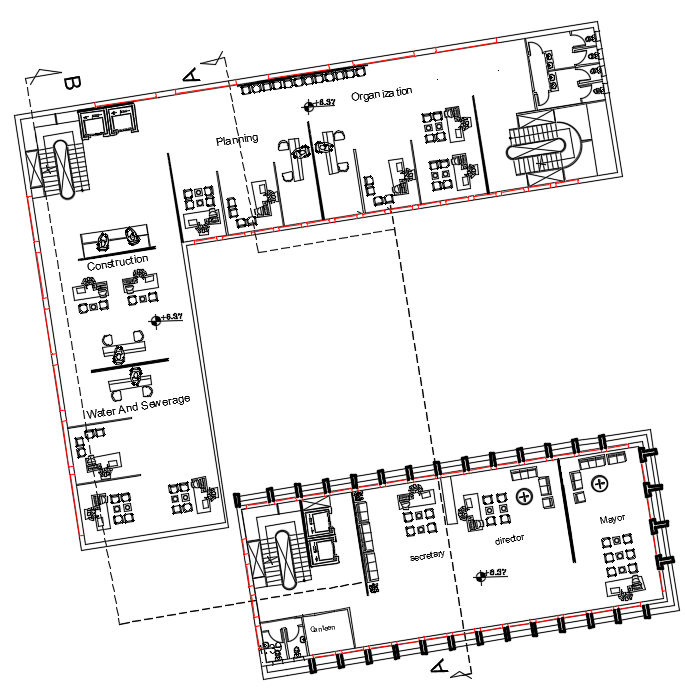 B
A
+6.37
Organization
Planning
Construction
+6.37
Water And Sewerage
Mayor
director
secretary
+6.37
Canteen
A